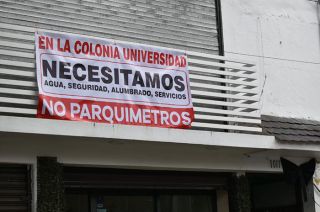 EN LA COLONIA UNIVERSIDAD
NECESITAMOS
AGUA, SEGURIDAD, ALUMBRADO, SERVICIOS
NO PARQUIMETROS